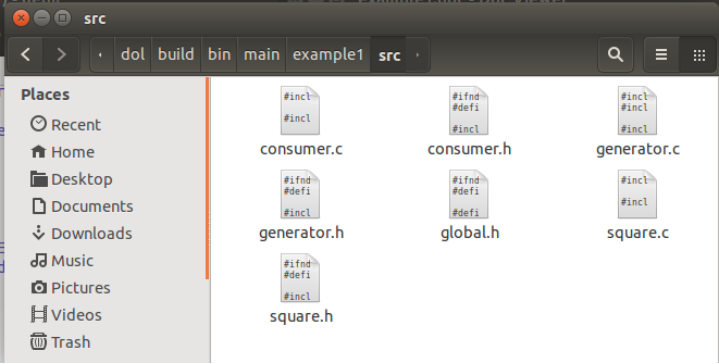 src
dol build bin main example1 src
Places
Recent
Home
Desktop
Documents
Downloads
Music
Pictures
Videos
Trash
#incl
#incl
consumer.c
#ifnd
#defi
#incl
consumer.h
#incl
#incl
#incl
generator.c
#ifnd
#defi
#incl
generator.h
#ifnd
#defi
#defi
global.h
#incl
#incl
square.c
#ifnd
#defi
#incl
square.h